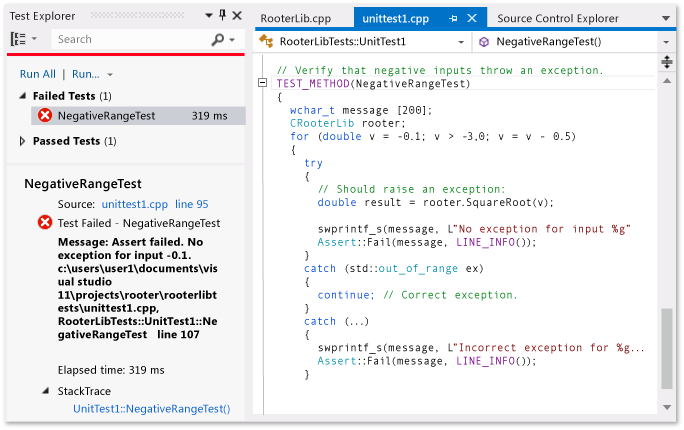 Test Explorer
Search
Run All | Run...
Failed Tests (1)
NegativeRangeTest 319 ms
Passed Tests (1)
NegativeRangeTest
Source: unittest1.cpp line 95
Test Failed - NegativeRangeTest
Message: Assert failed. No
exception for input -0.1.
c:\users\user1\documents\vis
ual studio
11\projects\rooter\rooterlibt
ests\unittest1.cpp,
RooterLibTests::UnitTest1::Ne
gativeRangeTest line 107
Elapsed time: 319 ms
StackTrace
UnitTest1::NegativeRangeTest()
RooterLib.cpp unittest1.cpp Source Control Explorer
RooterLibTests::UnitTest1 NegativeRangeTest()
// Verify that negative inputs throw an exception.
TEST_METHOD(NegativeRangeTest)
{
wchar_t message [200];
CRooterLib rooter;
for (double v = -0.1; v > -3,0; v = v - 0.5)
{
try
{
// Should raise an exception:
double result = rooter.SquareRoot(v);
swprintf_s(message, L"No exception for input %g"
Assert::Fail(message, LINE_INFO());
}
catch (std::out_of_range ex)
{
continue; // Correct exception.
}
catch (...)
{
swprintf_s(message, L"Incorrect exception for %g...
Assert::Fail(message, LINE_INFO());
}